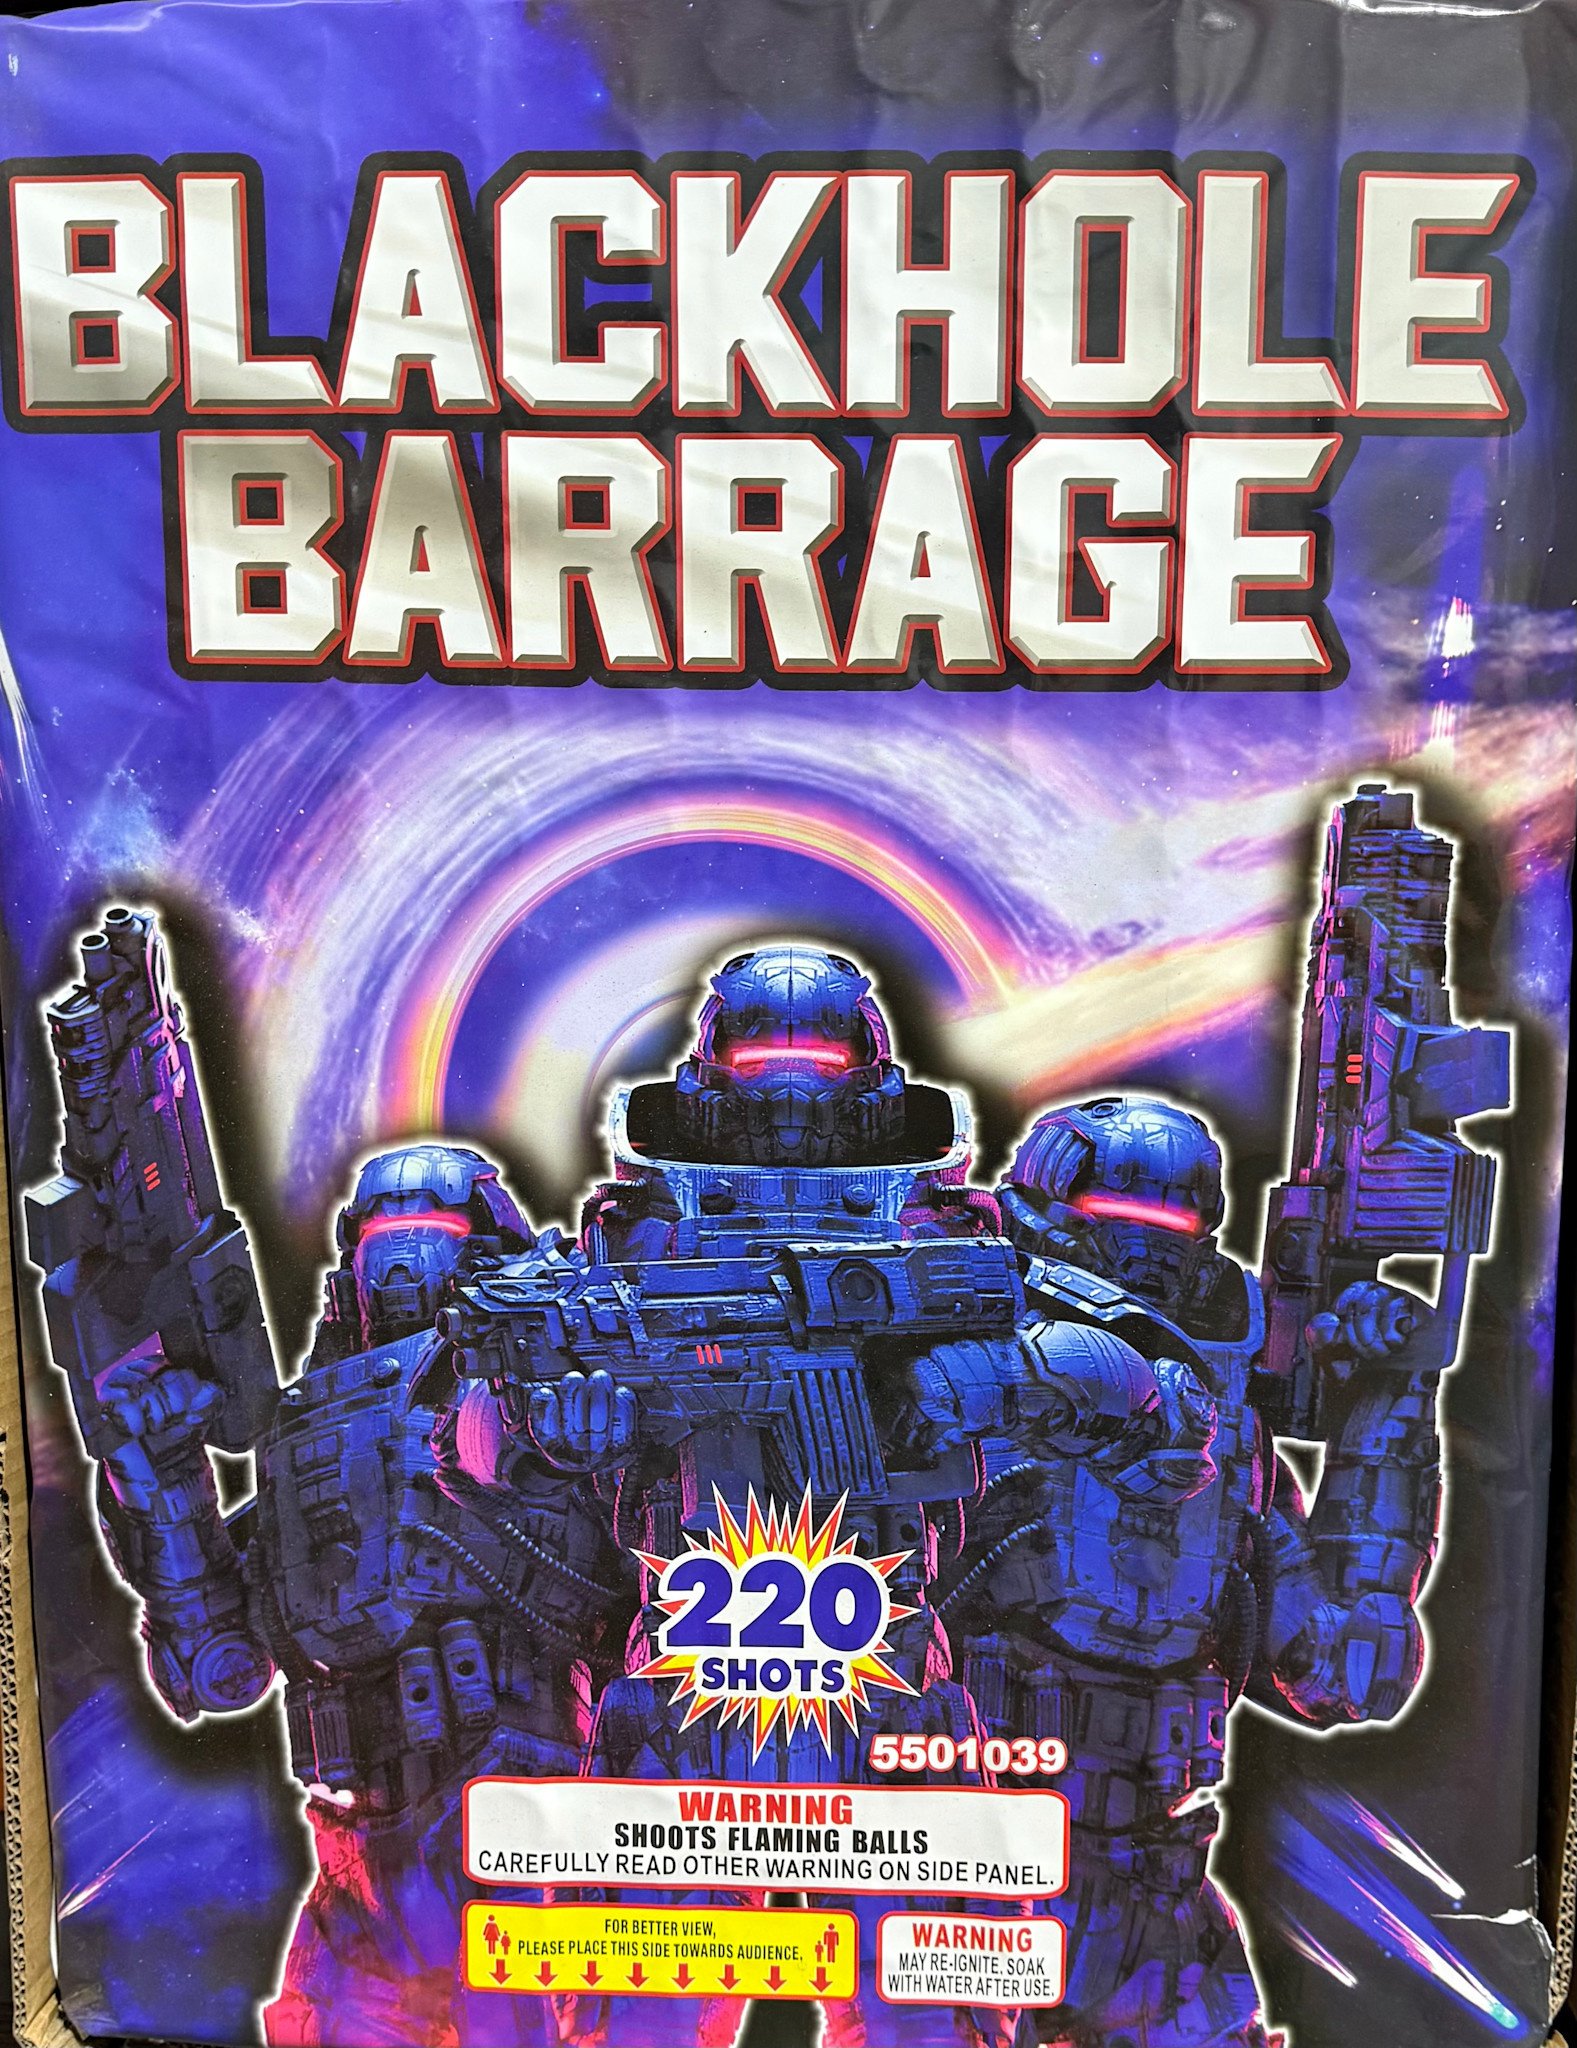 BLACKHOLE
BARRAGE
220
SHOTS
5501039
WARNING
SHOOTS FLAMING BALLS
CAREFULLY READ OTHER WARNING ON SIDE PANEL.
FOR BETTER VIEW,
PLEASE PLACE THIS SIDE TOWARDS AUDIENCE.
WARNING
MAY RE-IGNITE. SOAK
WITH WATER AFTER USE.